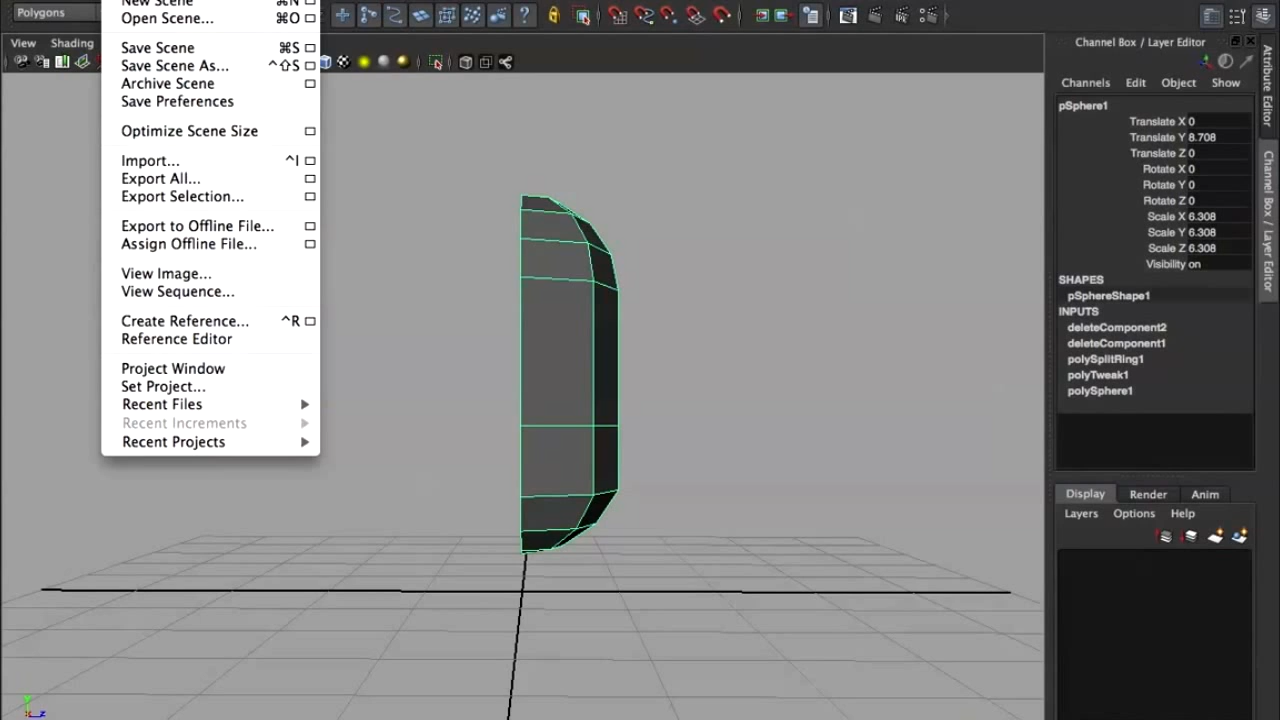 Polygons
New Scene ⌘N
Open Scene... ⌘O
Save Scene ⌘S
Save Scene As... ^⇧S
Archive Scene
Save Preferences
Optimize Scene Size
Import... ^I
Export All...
Export Selection...
Export to Offline File...
Assign Offline File...
View Image...
View Sequence...
Create Reference... ^R
Reference Editor
Project Window
Set Project...
Recent Files
Recent Increments
Recent Projects
View Shading
Channel Box / Layer Editor
Channels Edit Object Show
pSphere1
Translate X 0
Translate Y 8.708
Translate Z 0
Rotate X 0
Rotate Y 0
Rotate Z 0
Scale X 6.308
Scale Y 6.308
Scale Z 6.308
Visibility on
SHAPES
pSphereShape1
INPUTS
deleteComponent2
deleteComponent1
polySplitRing1
polyTweak1
polySphere1
Display Render Anim
Layers Options Help
Attribute Editor
Channel Box / Layer Editor
Y
Z